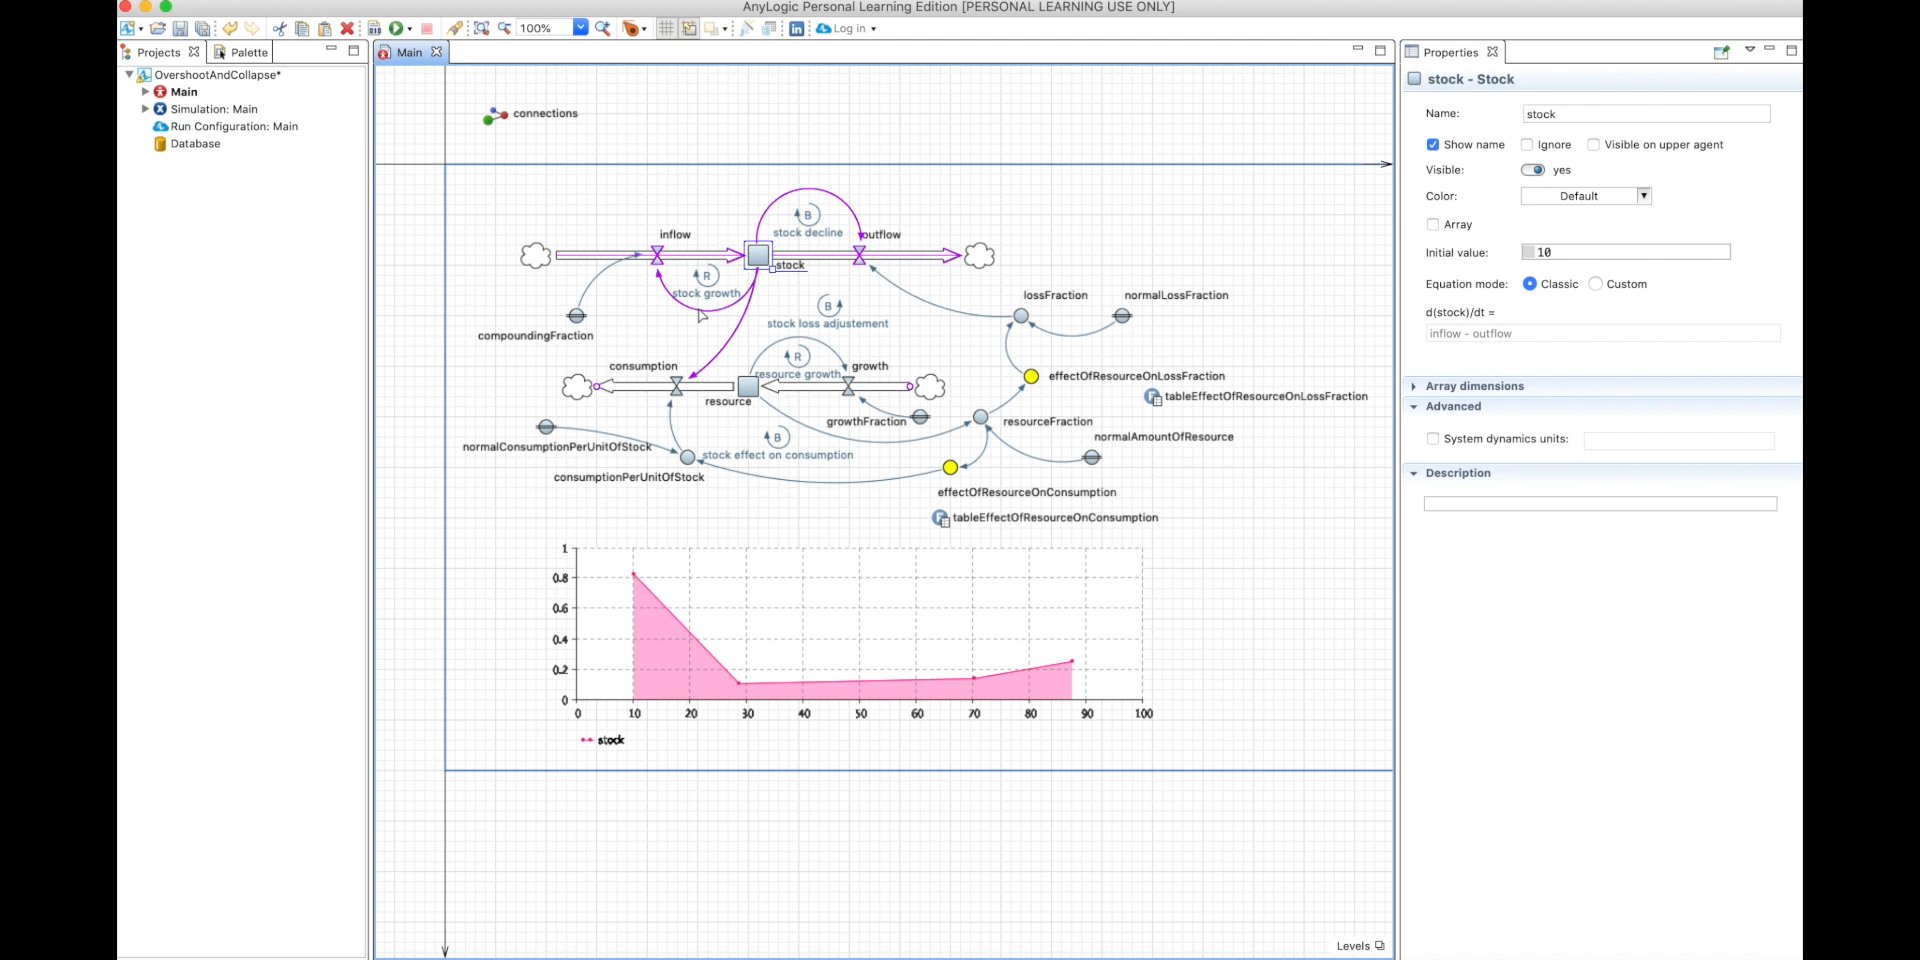 AnyLogic Personal Learning Edition [PERSONAL LEARNING USE ONLY]
100%
Log in
Projects
Palette
Main
Properties
OvershootAndCollapse*
Main
Simulation: Main
Run Configuration: Main
Database
connections
inflow
B
stock decline
outflow
stock
R
stock growth
compoundingFraction
B
stock loss adjustement
lossFraction
normalLossFraction
consumption
R
resource growth
growth
resource
growthFraction
effectOfResourceOnLossFraction
tableEffectOfResourceOnLossFraction
resourceFraction
normalAmountOfResource
normalConsumptionPerUnitOfStock
B
stock effect on consumption
consumptionPerUnitOfStock
effectOfResourceOnConsumption
tableEffectOfResourceOnConsumption
1
0.8
0.6
0.4
0.2
0
0 10 20 30 40 50 60 70 80 90 100
stock
Levels
stock - Stock
Name: stock
Show name Ignore Visible on upper agent
Visible: yes
Color: Default
Array
Initial value: 10
Equation mode: Classic Custom
d(stock)/dt =
inflow - outflow
Array dimensions
Advanced
System dynamics units:
Description